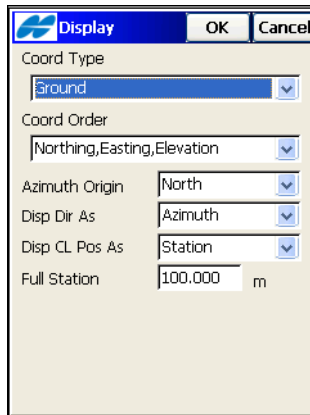 Display OK Cancel
Coord Type
Ground
Coord Order
Northing,Easting,Elevation
Azimuth Origin North
Disp Dir As Azimuth
Disp CL Pos As Station
Full Station 100.000 m